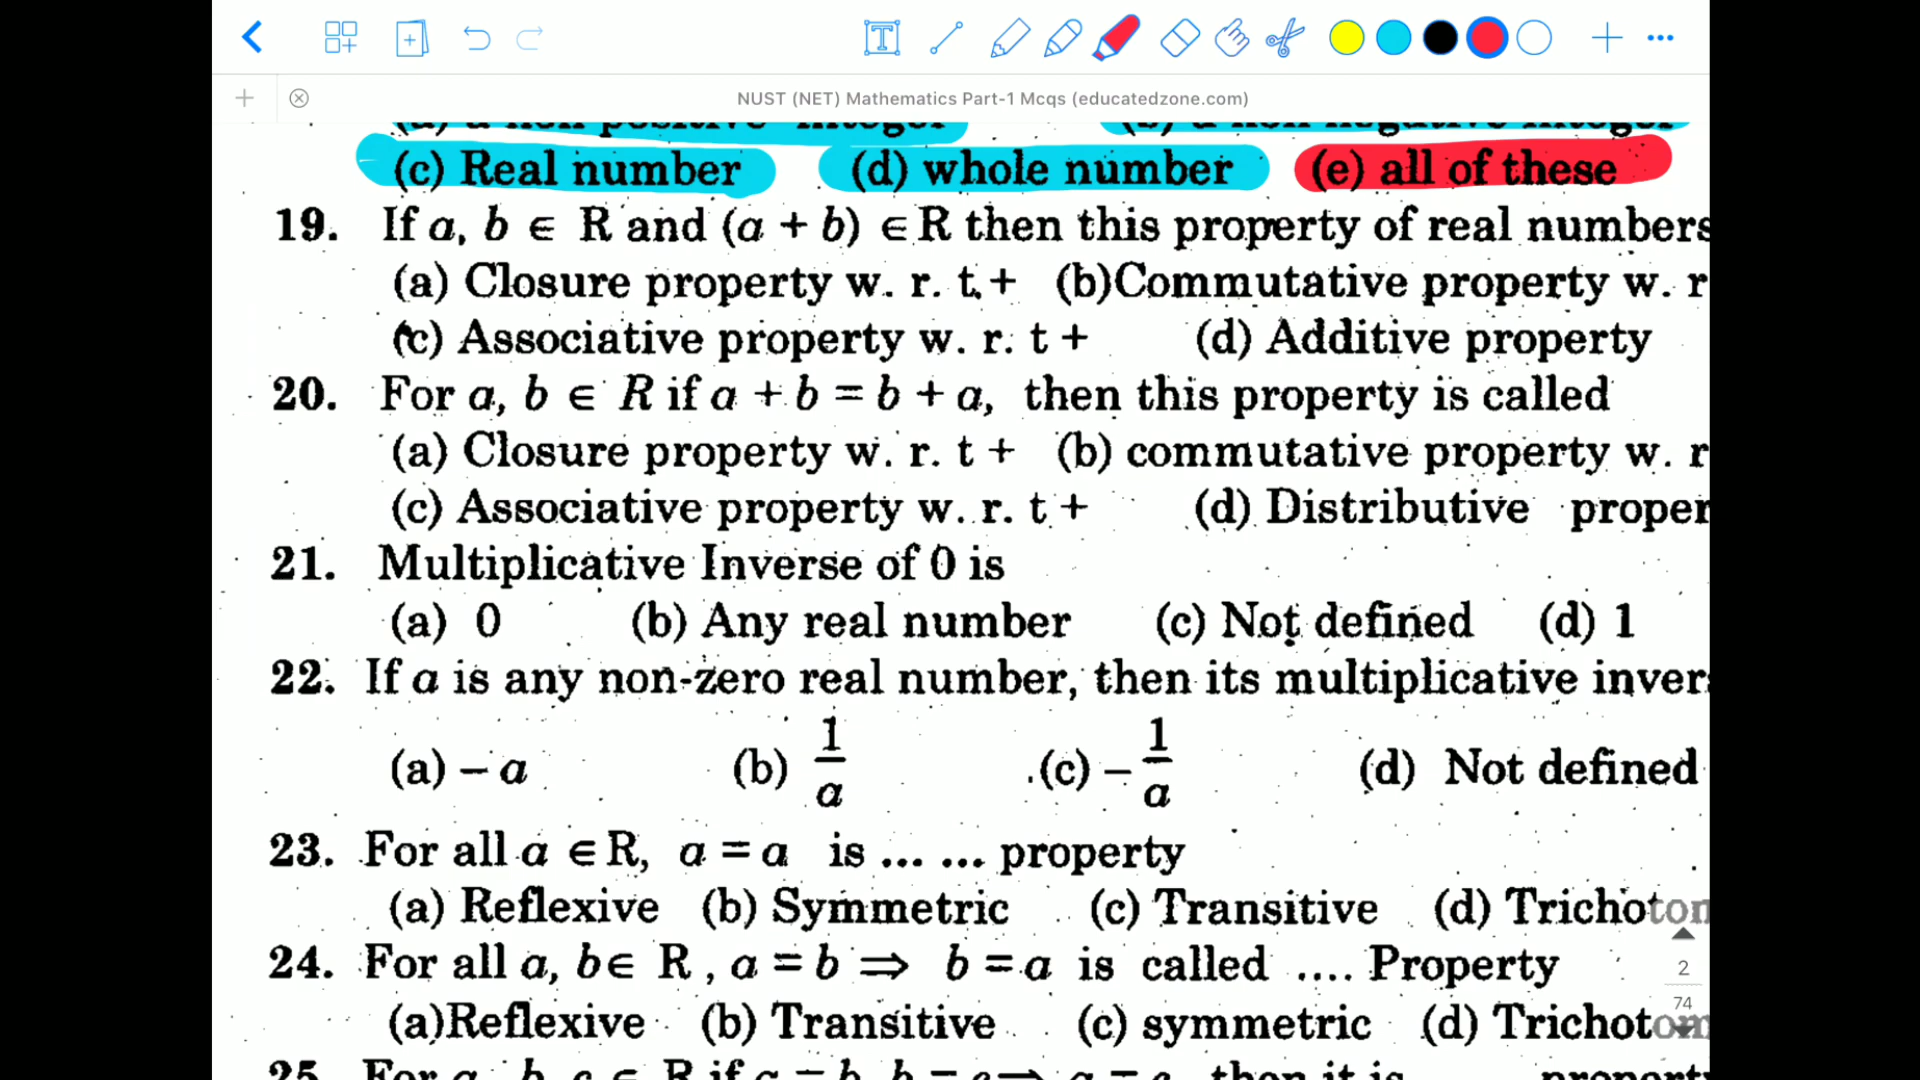 NUST (NET) Mathematics Part-1 Mcqs (educatedzone.com)
(c) Real number (d) whole number (e) all of these
19. If a, b ∈ R and (a + b) ∈ R then this property of real numbers
(a) Closure property w. r. t + (b)Commutative property w. r
(c) Associative property w. r. t + (d) Additive property
20. For a, b ∈ R if a + b = b + a, then this property is called
(a) Closure property w. r. t + (b) commutative property w. r
(c) Associative property w. r. t + (d) Distributive proper
21. Multiplicative Inverse of 0 is
(a) 0 (b) Any real number (c) Not defined (d) 1
22. If a is any non-zero real number, then its multiplicative inver
(a) – a (b) 1/a (c) – 1/a (d) Not defined
23. For all a ∈ R, a = a is ... ... property
(a) Reflexive (b) Symmetric (c) Transitive (d) Trichoton
24. For all a, b∈ R , a = b ⇒ b = a is called .... Property
(a)Reflexive (b) Transitive (c) symmetric (d) Trichotom
2
74